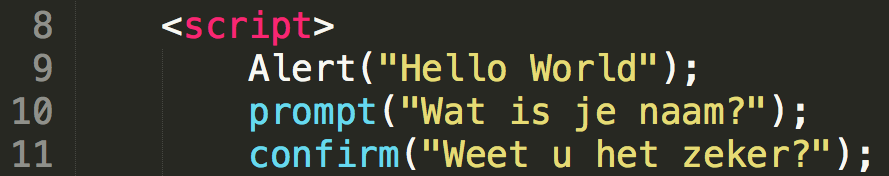 8 <script>
9 Alert("Hello World");
10 prompt("Wat is je naam?");
11 confirm("Weet u het zeker?");